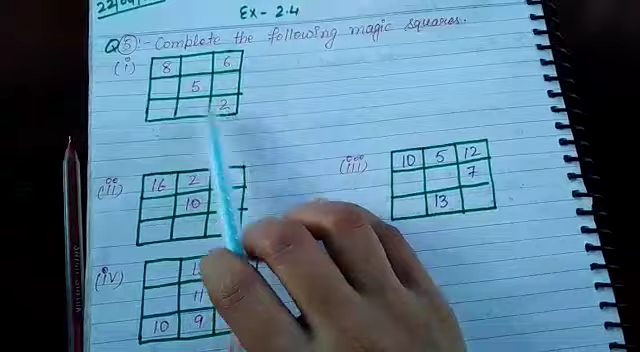 Ex - 2.4
Q(5):- Complete the following magic squares.
(i) 8 6
5
2
(ii) 16 2
10
(iii) 10 5 12
7
13
(iv)
11
10 9